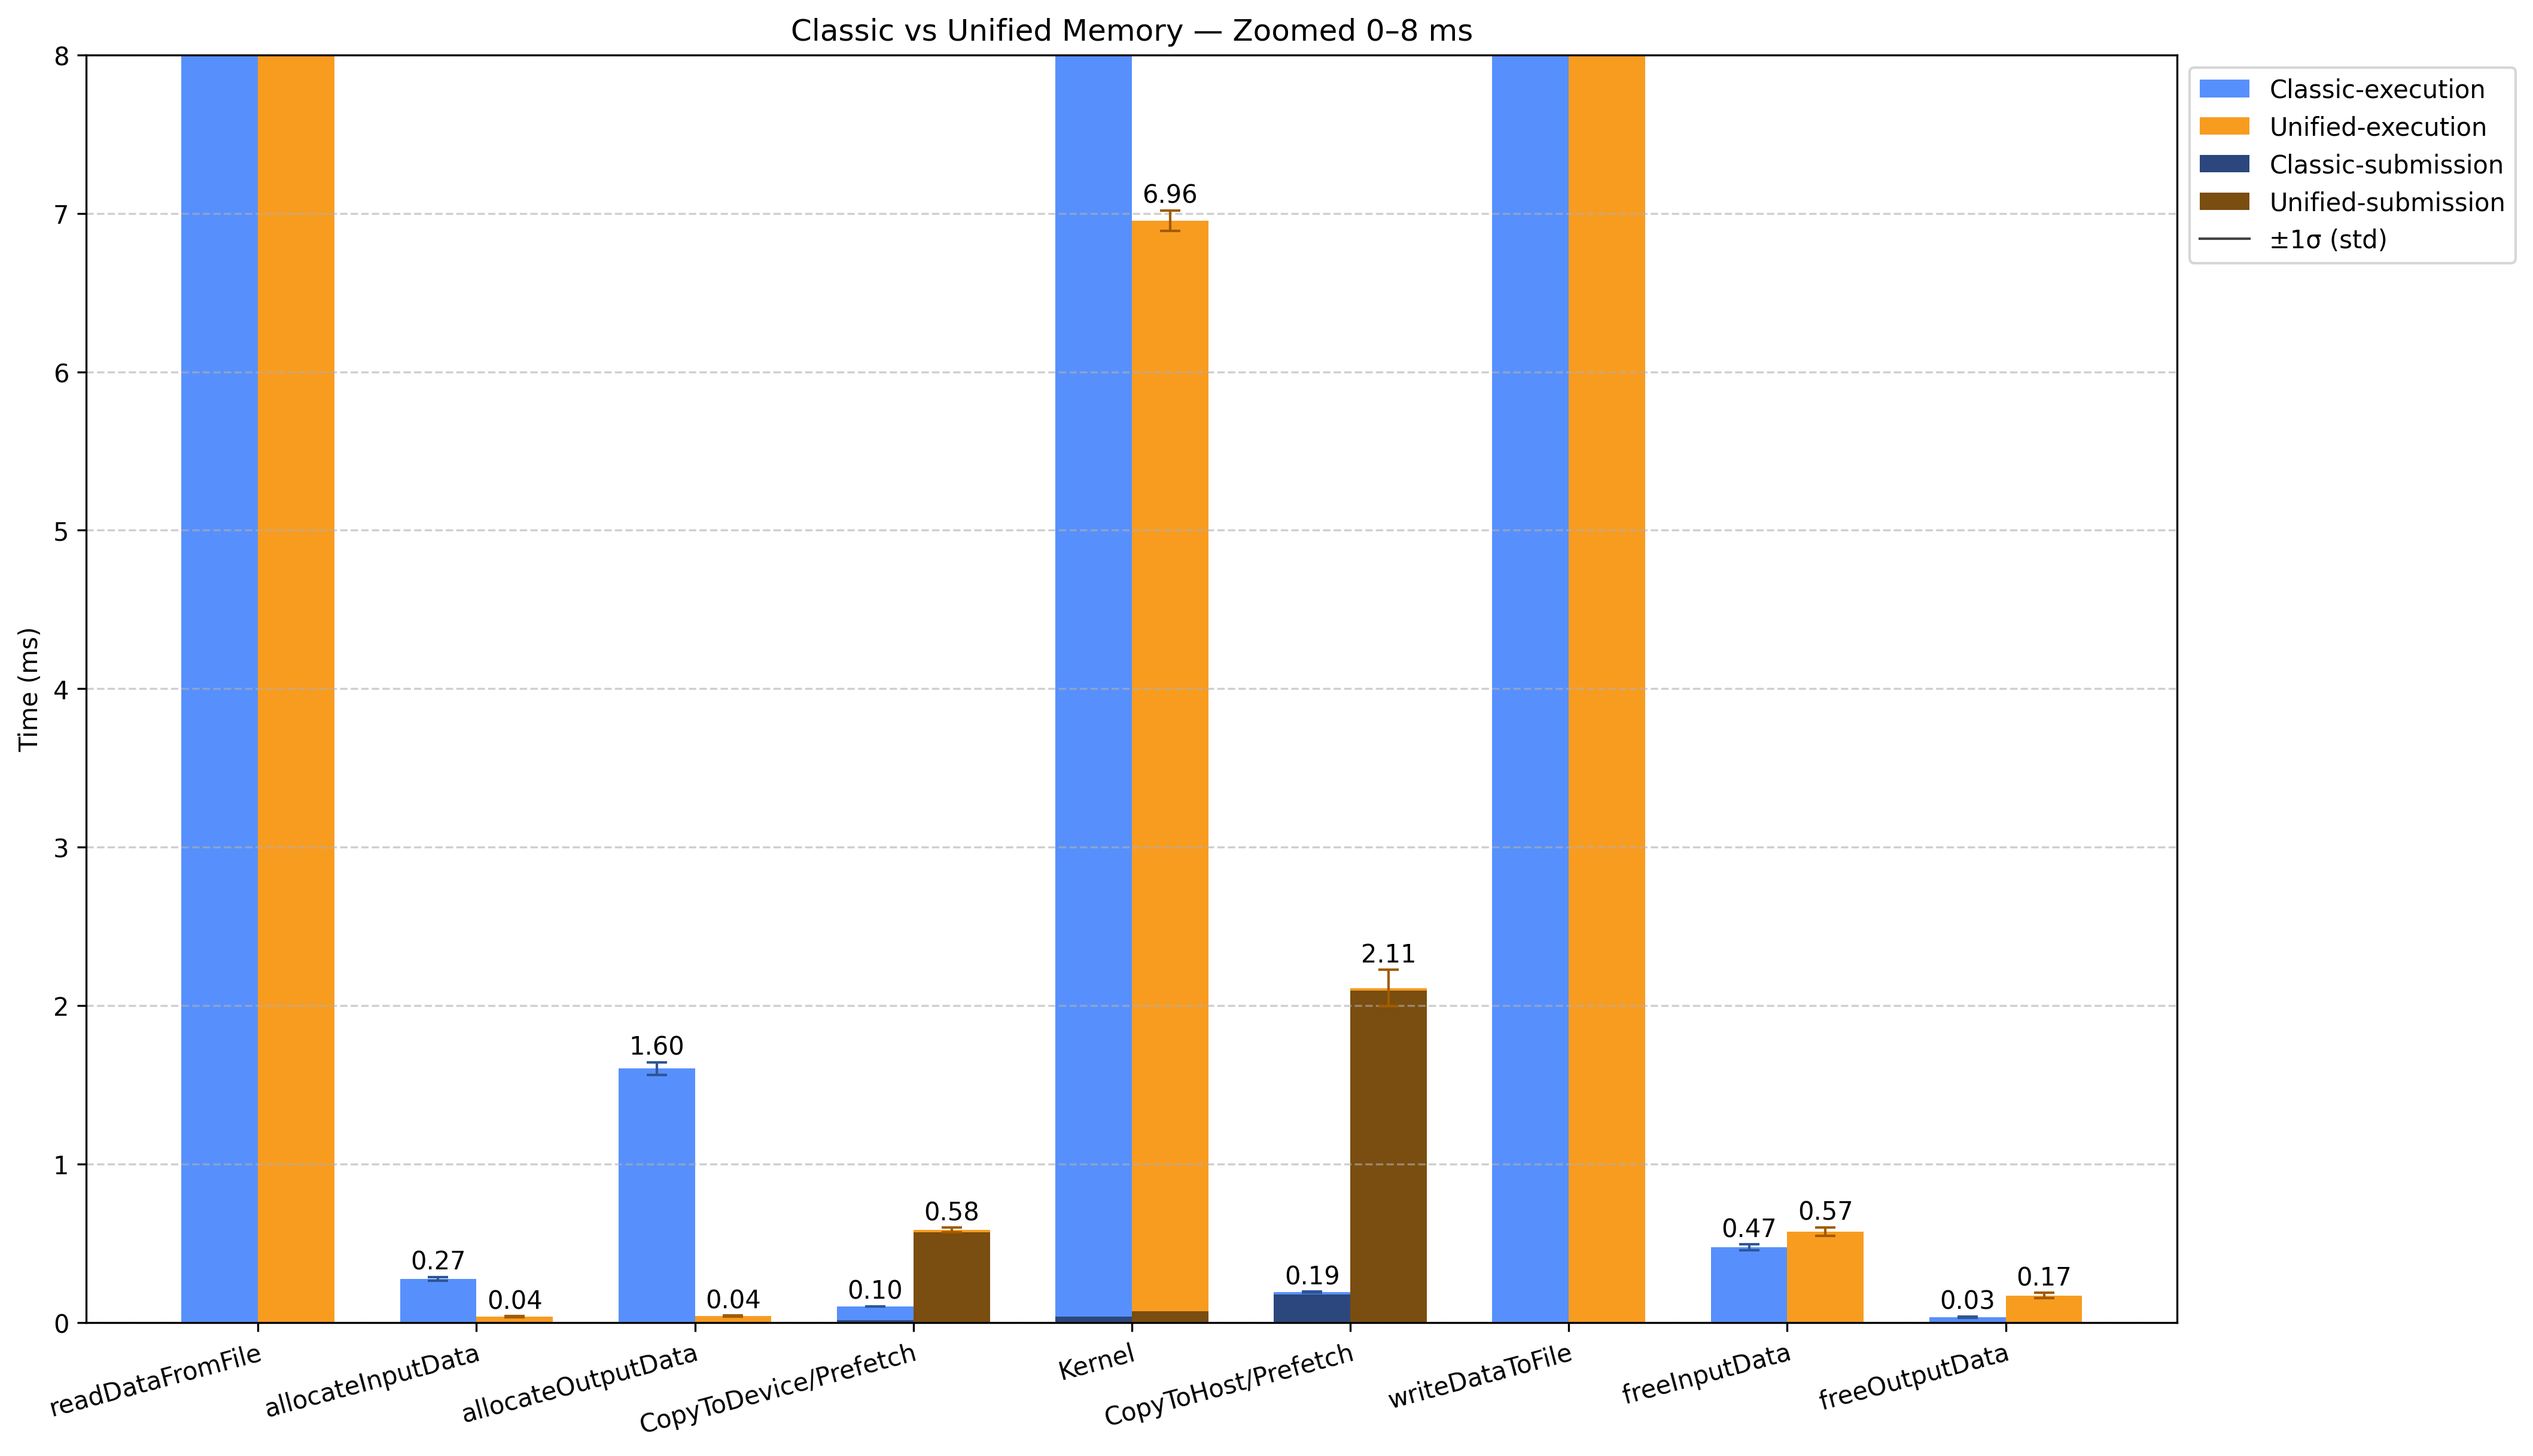 Classic vs Unified Memory — Zoomed 0–8 ms
Classic-execution
Unified-execution
Classic-submission
Unified-submission
±1σ (std)
Time (ms)
8
7
6
5
4
3
2
1
0
0.27
0.04
1.60
0.04
0.10
0.58
6.96
0.19
2.11
0.47
0.57
0.03
0.17
readDataFromFile
allocateInputData
allocateOutputData
CopyToDevice/Prefetch
Kernel
CopyToHost/Prefetch
writeDataToFile
freeInputData
freeOutputData